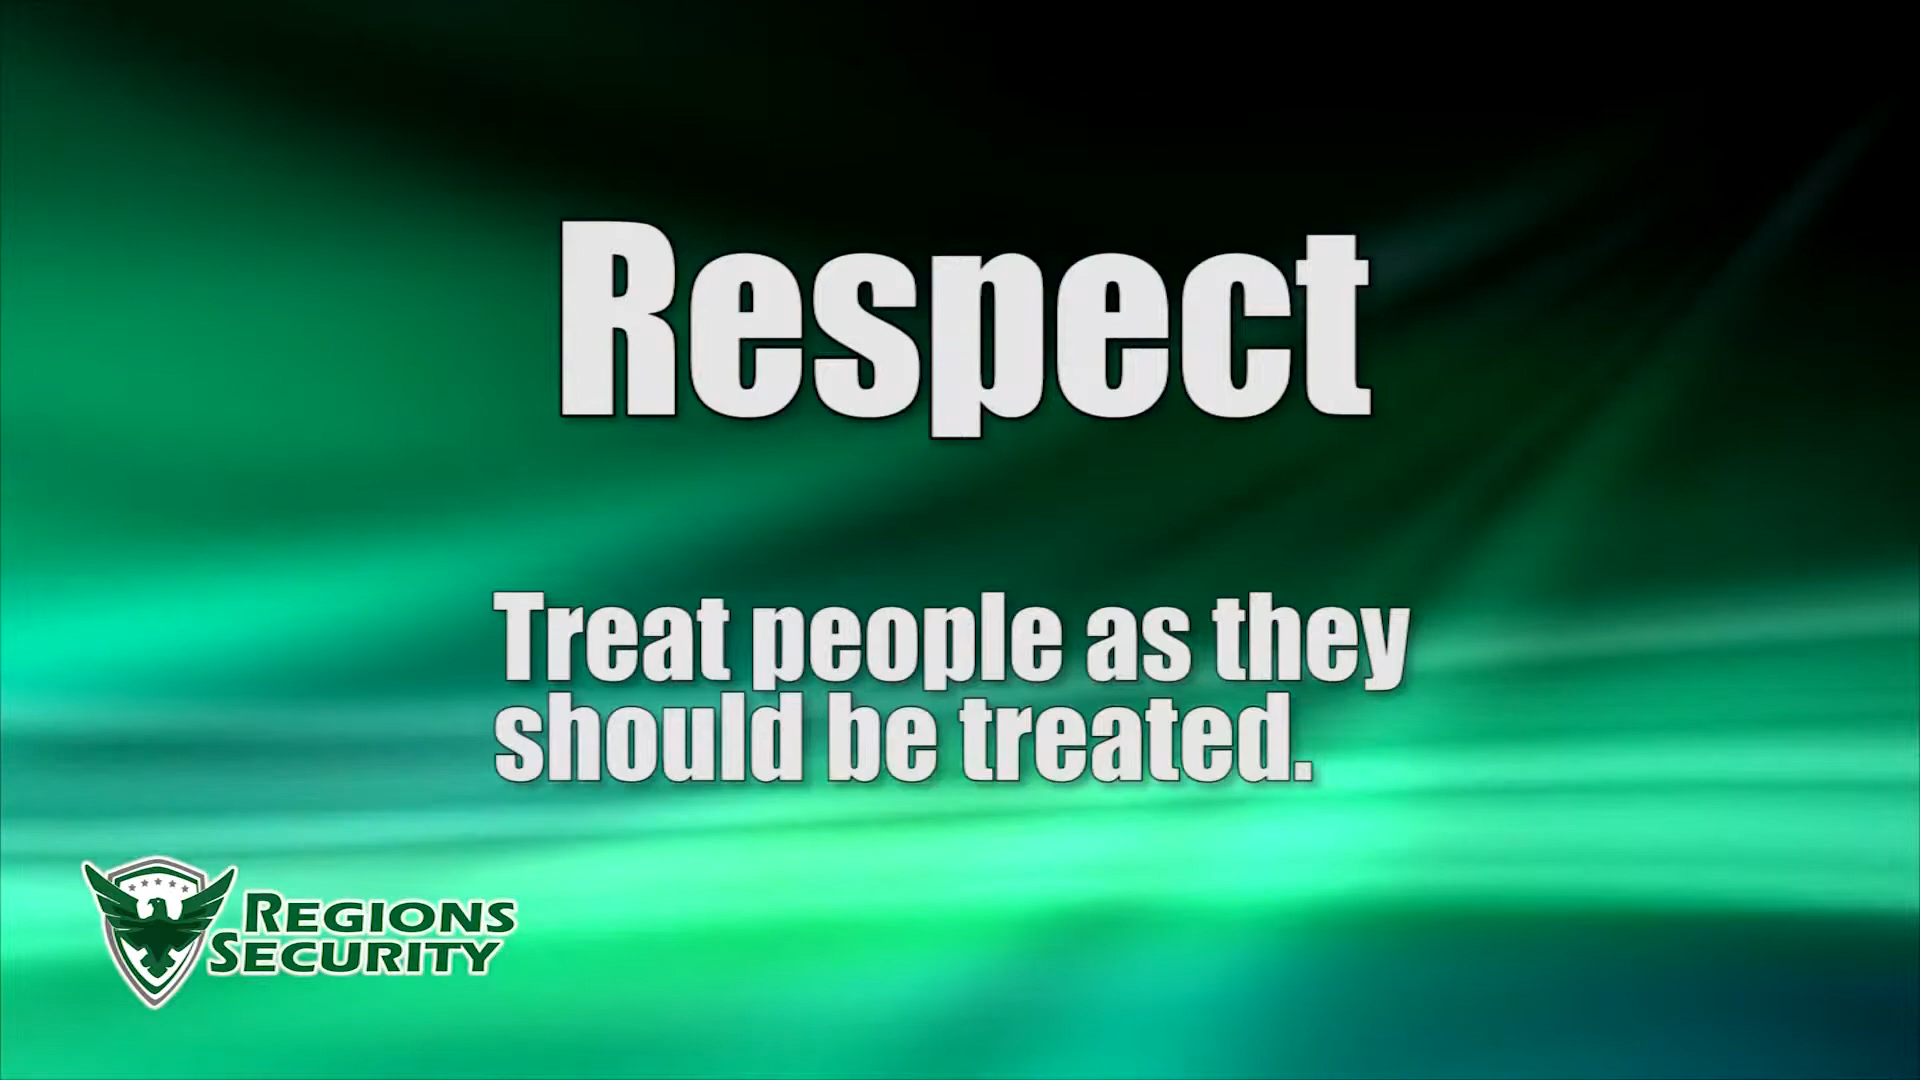 Respect
Treat people as they
should be treated.
REGIONS
SECURITY